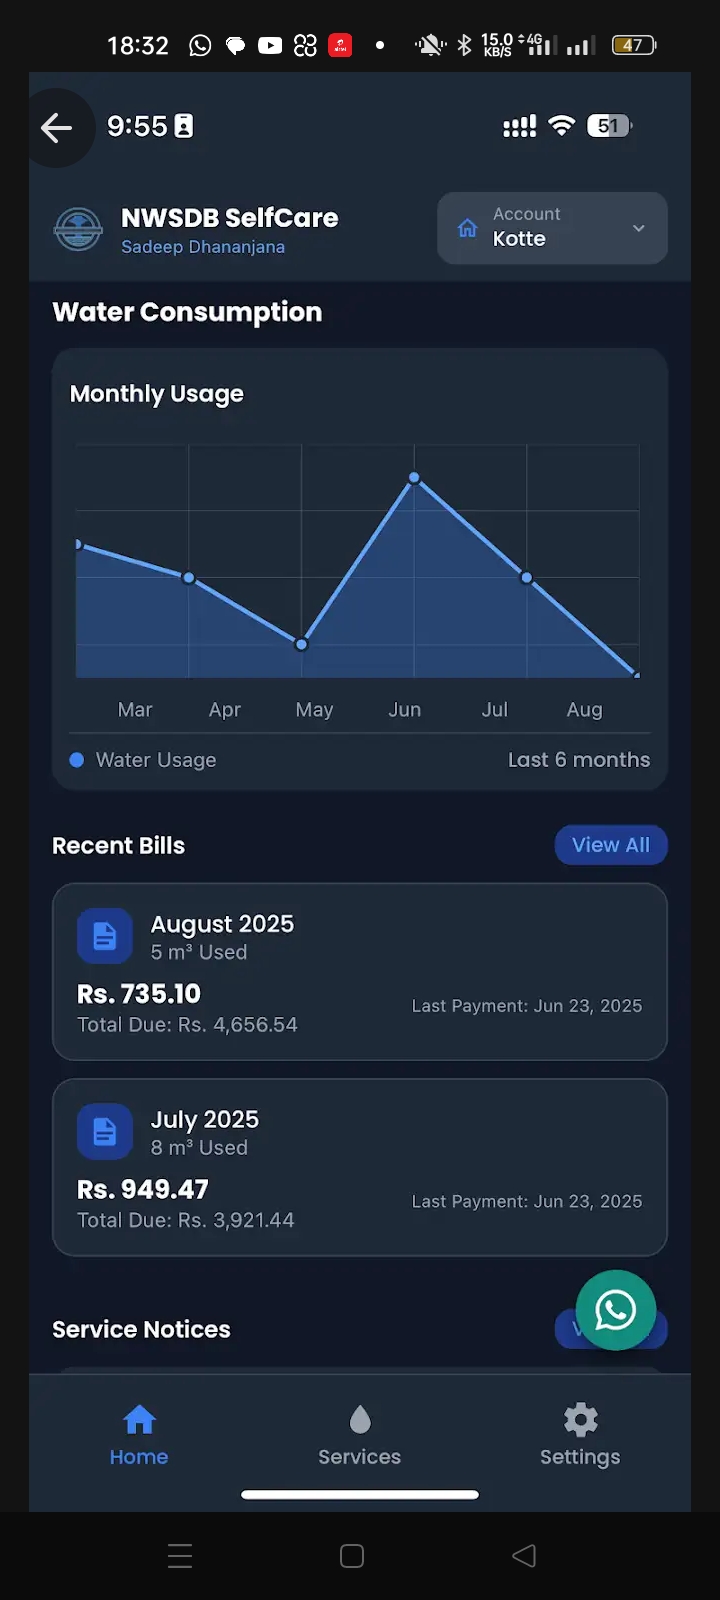 18:32
15.0 KB/S
4G
47
9:55
51
NWSDB SelfCare
Sadeep Dhananjana
Account
Kotte
Water Consumption
Monthly Usage
Mar Apr May Jun Jul Aug
Water Usage
Last 6 months
Recent Bills
View All
August 2025
5 m³ Used
Rs. 735.10
Total Due: Rs. 4,656.54
Last Payment: Jun 23, 2025
July 2025
8 m³ Used
Rs. 949.47
Total Due: Rs. 3,921.44
Last Payment: Jun 23, 2025
Service Notices
Home
Services
Settings